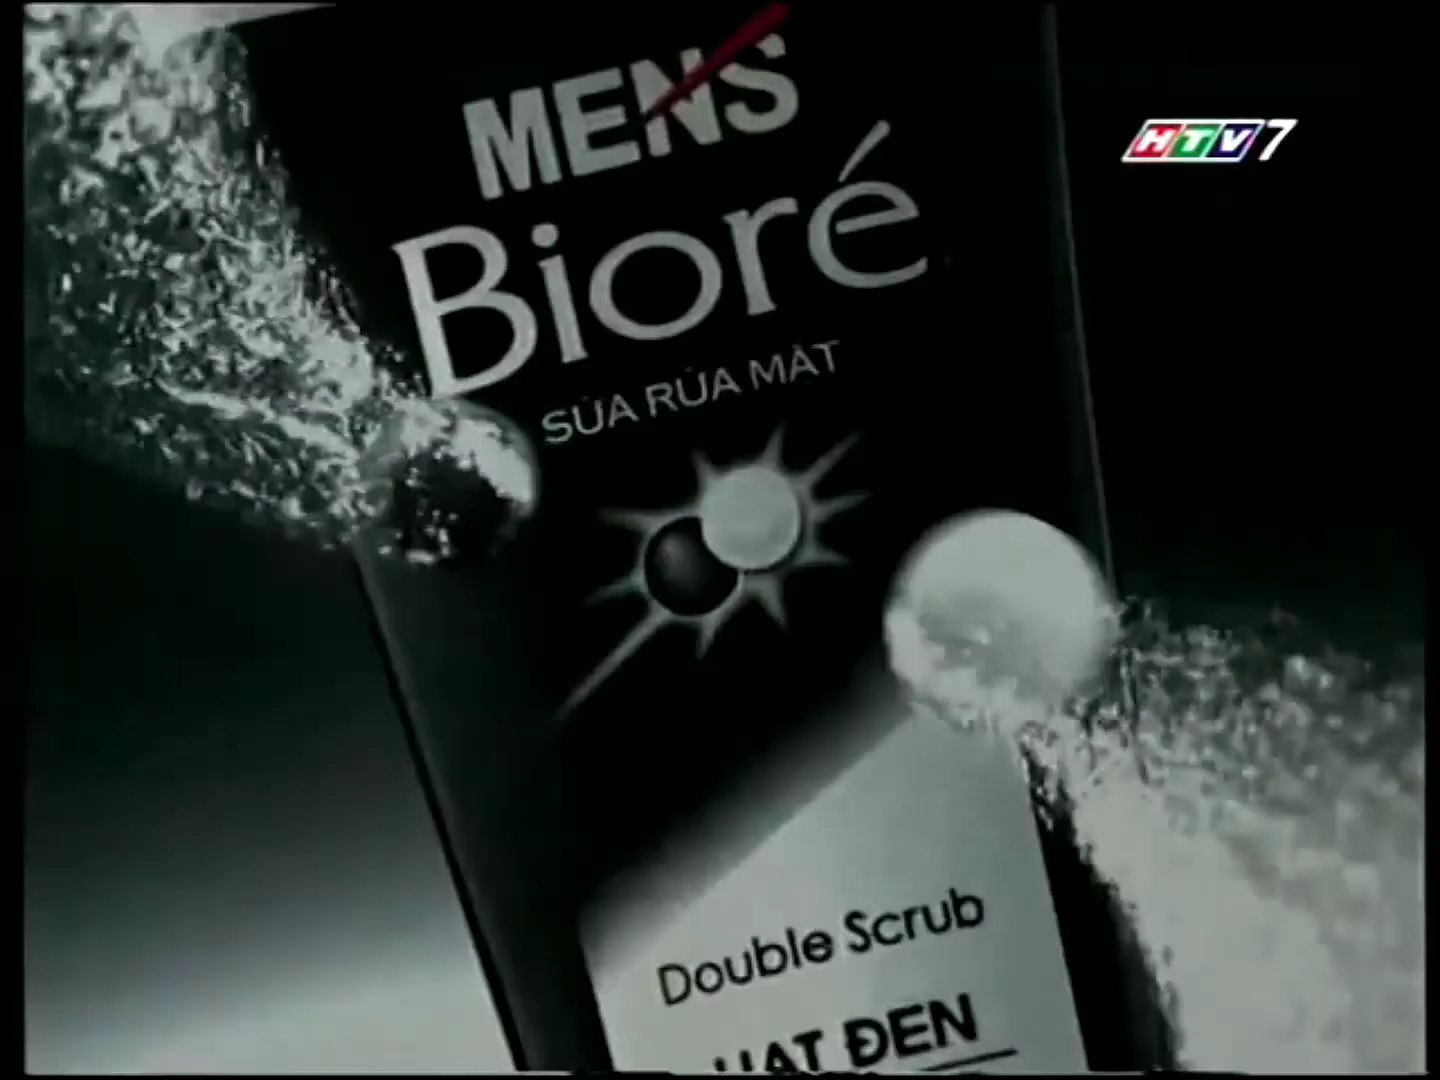 MENS
HTV7
Bioré
SỮA RỬA MẶT
Double Scrub
HẠT ĐEN